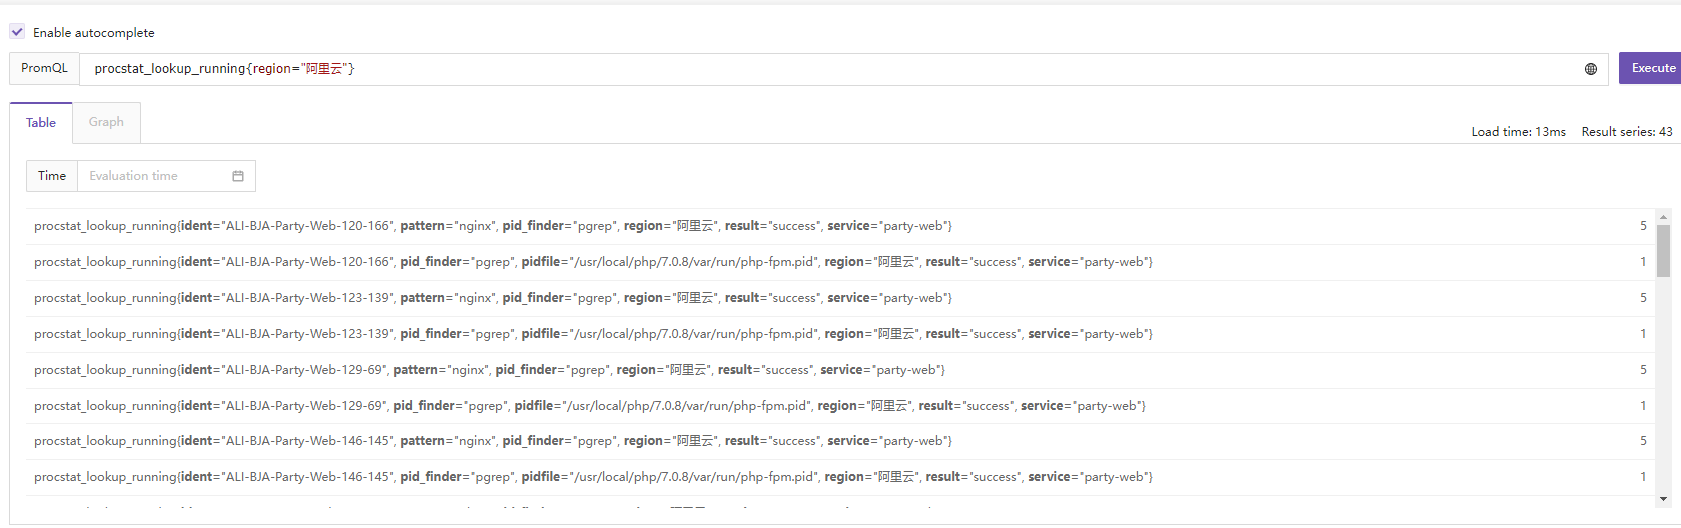 Enable autocomplete
PromQL procstat_lookup_running{region="阿里云"} Execute
Table Graph
Load time: 13ms Result series: 43
Time Evaluation time
procstat_lookup_running{ident="ALI-BJA-Party-Web-120-166", pattern="nginx", pid_finder="pgrep", region="阿里云", result="success", service="party-web"} 5
procstat_lookup_running{ident="ALI-BJA-Party-Web-120-166", pid_finder="pgrep", pidfile="/usr/local/php/7.0.8/var/run/php-fpm.pid", region="阿里云", result="success", service="party-web"} 1
procstat_lookup_running{ident="ALI-BJA-Party-Web-123-139", pattern="nginx", pid_finder="pgrep", region="阿里云", result="success", service="party-web"} 5
procstat_lookup_running{ident="ALI-BJA-Party-Web-123-139", pid_finder="pgrep", pidfile="/usr/local/php/7.0.8/var/run/php-fpm.pid", region="阿里云", result="success", service="party-web"} 1
procstat_lookup_running{ident="ALI-BJA-Party-Web-129-69", pattern="nginx", pid_finder="pgrep", region="阿里云", result="success", service="party-web"} 5
procstat_lookup_running{ident="ALI-BJA-Party-Web-129-69", pid_finder="pgrep", pidfile="/usr/local/php/7.0.8/var/run/php-fpm.pid", region="阿里云", result="success", service="party-web"} 1
procstat_lookup_running{ident="ALI-BJA-Party-Web-146-145", pattern="nginx", pid_finder="pgrep", region="阿里云", result="success", service="party-web"} 5
procstat_lookup_running{ident="ALI-BJA-Party-Web-146-145", pid_finder="pgrep", pidfile="/usr/local/php/7.0.8/var/run/php-fpm.pid", region="阿里云", result="success", service="party-web"} 1